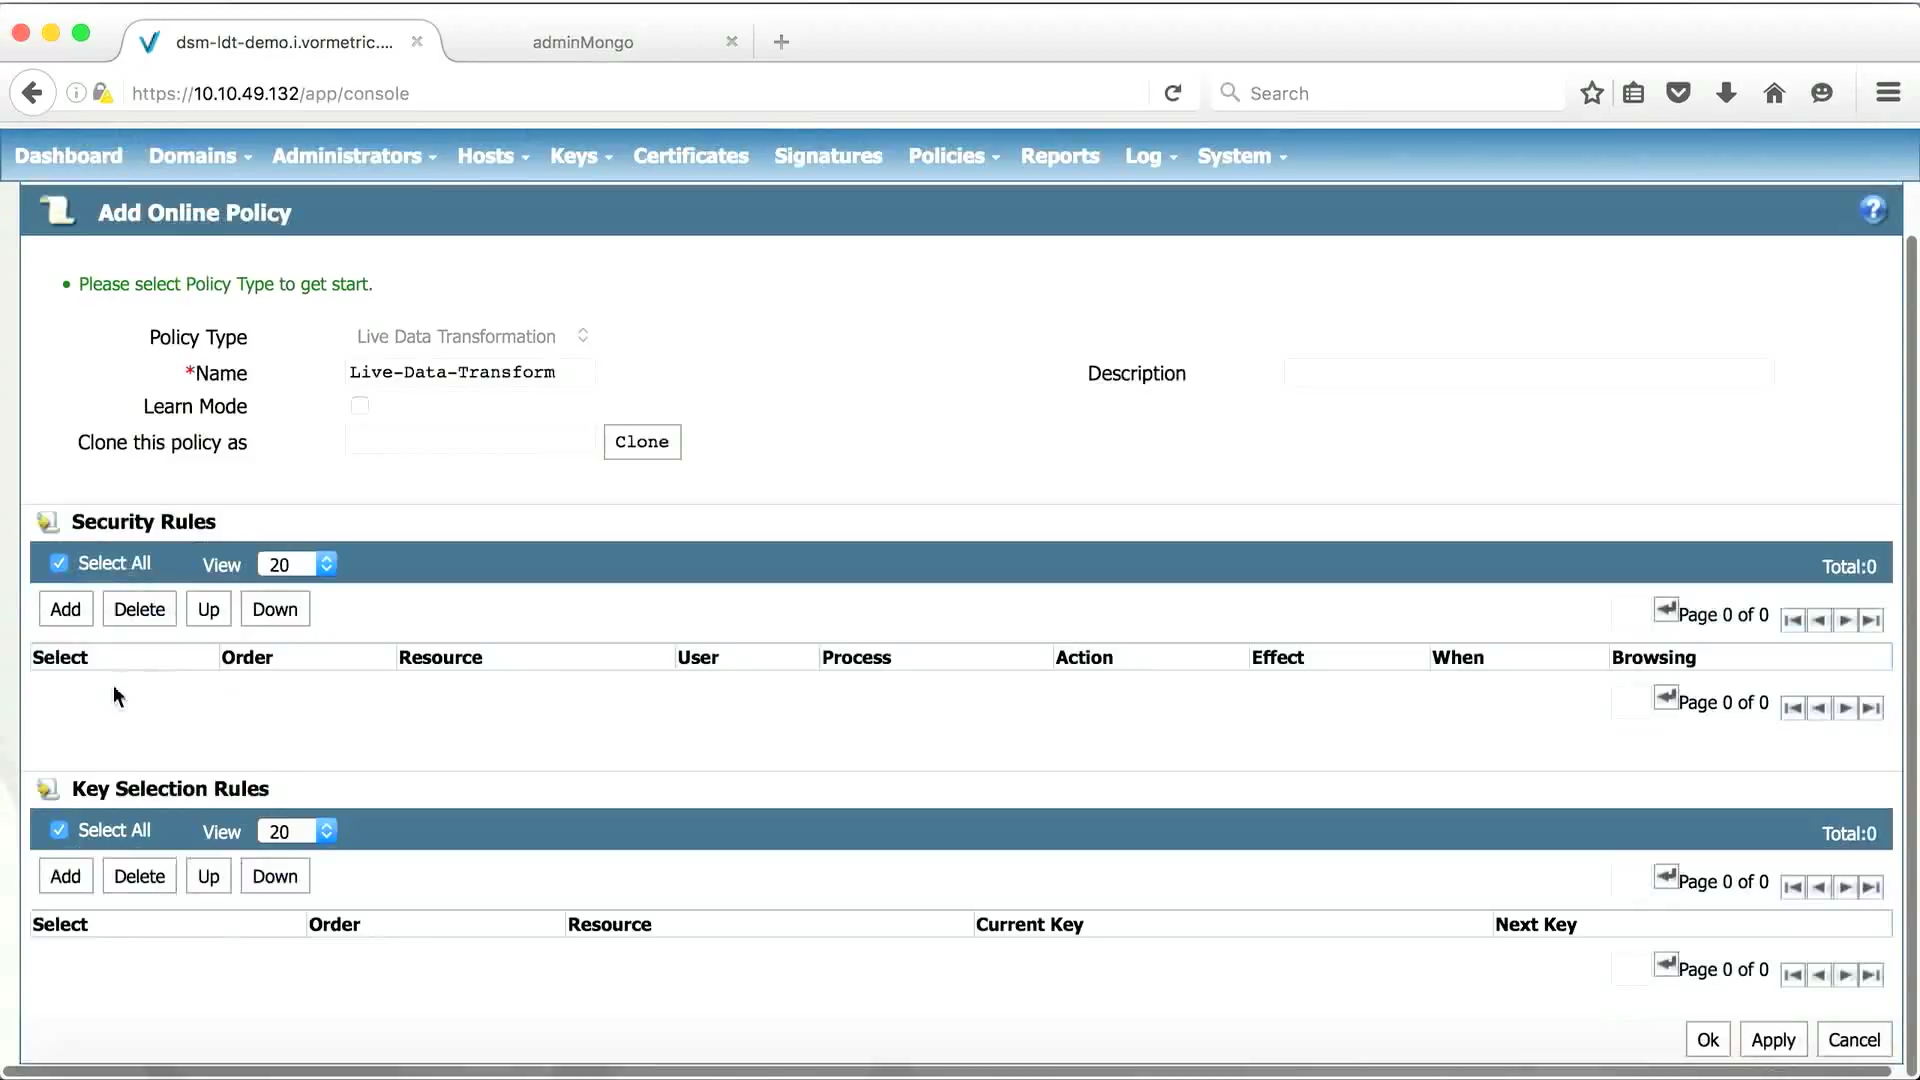 dsm-ldt-demo.i.vormetric....
adminMongo
https://10.10.49.132/app/console
Search
Dashboard Domains Administrators Hosts Keys Certificates Signatures Policies Reports Log System
Add Online Policy
?
• Please select Policy Type to get start.
Policy Type Live Data Transformation
*Name Live-Data-Transform Description
Learn Mode
Clone this policy as Clone
Security Rules
Select All View 20 Total:0
Add Delete Up Down Page 0 of 0
Select Order Resource User Process Action Effect When Browsing
Page 0 of 0
Key Selection Rules
Select All View 20 Total:0
Add Delete Up Down Page 0 of 0
Select Order Resource Current Key Next Key
Page 0 of 0
Ok Apply Cancel